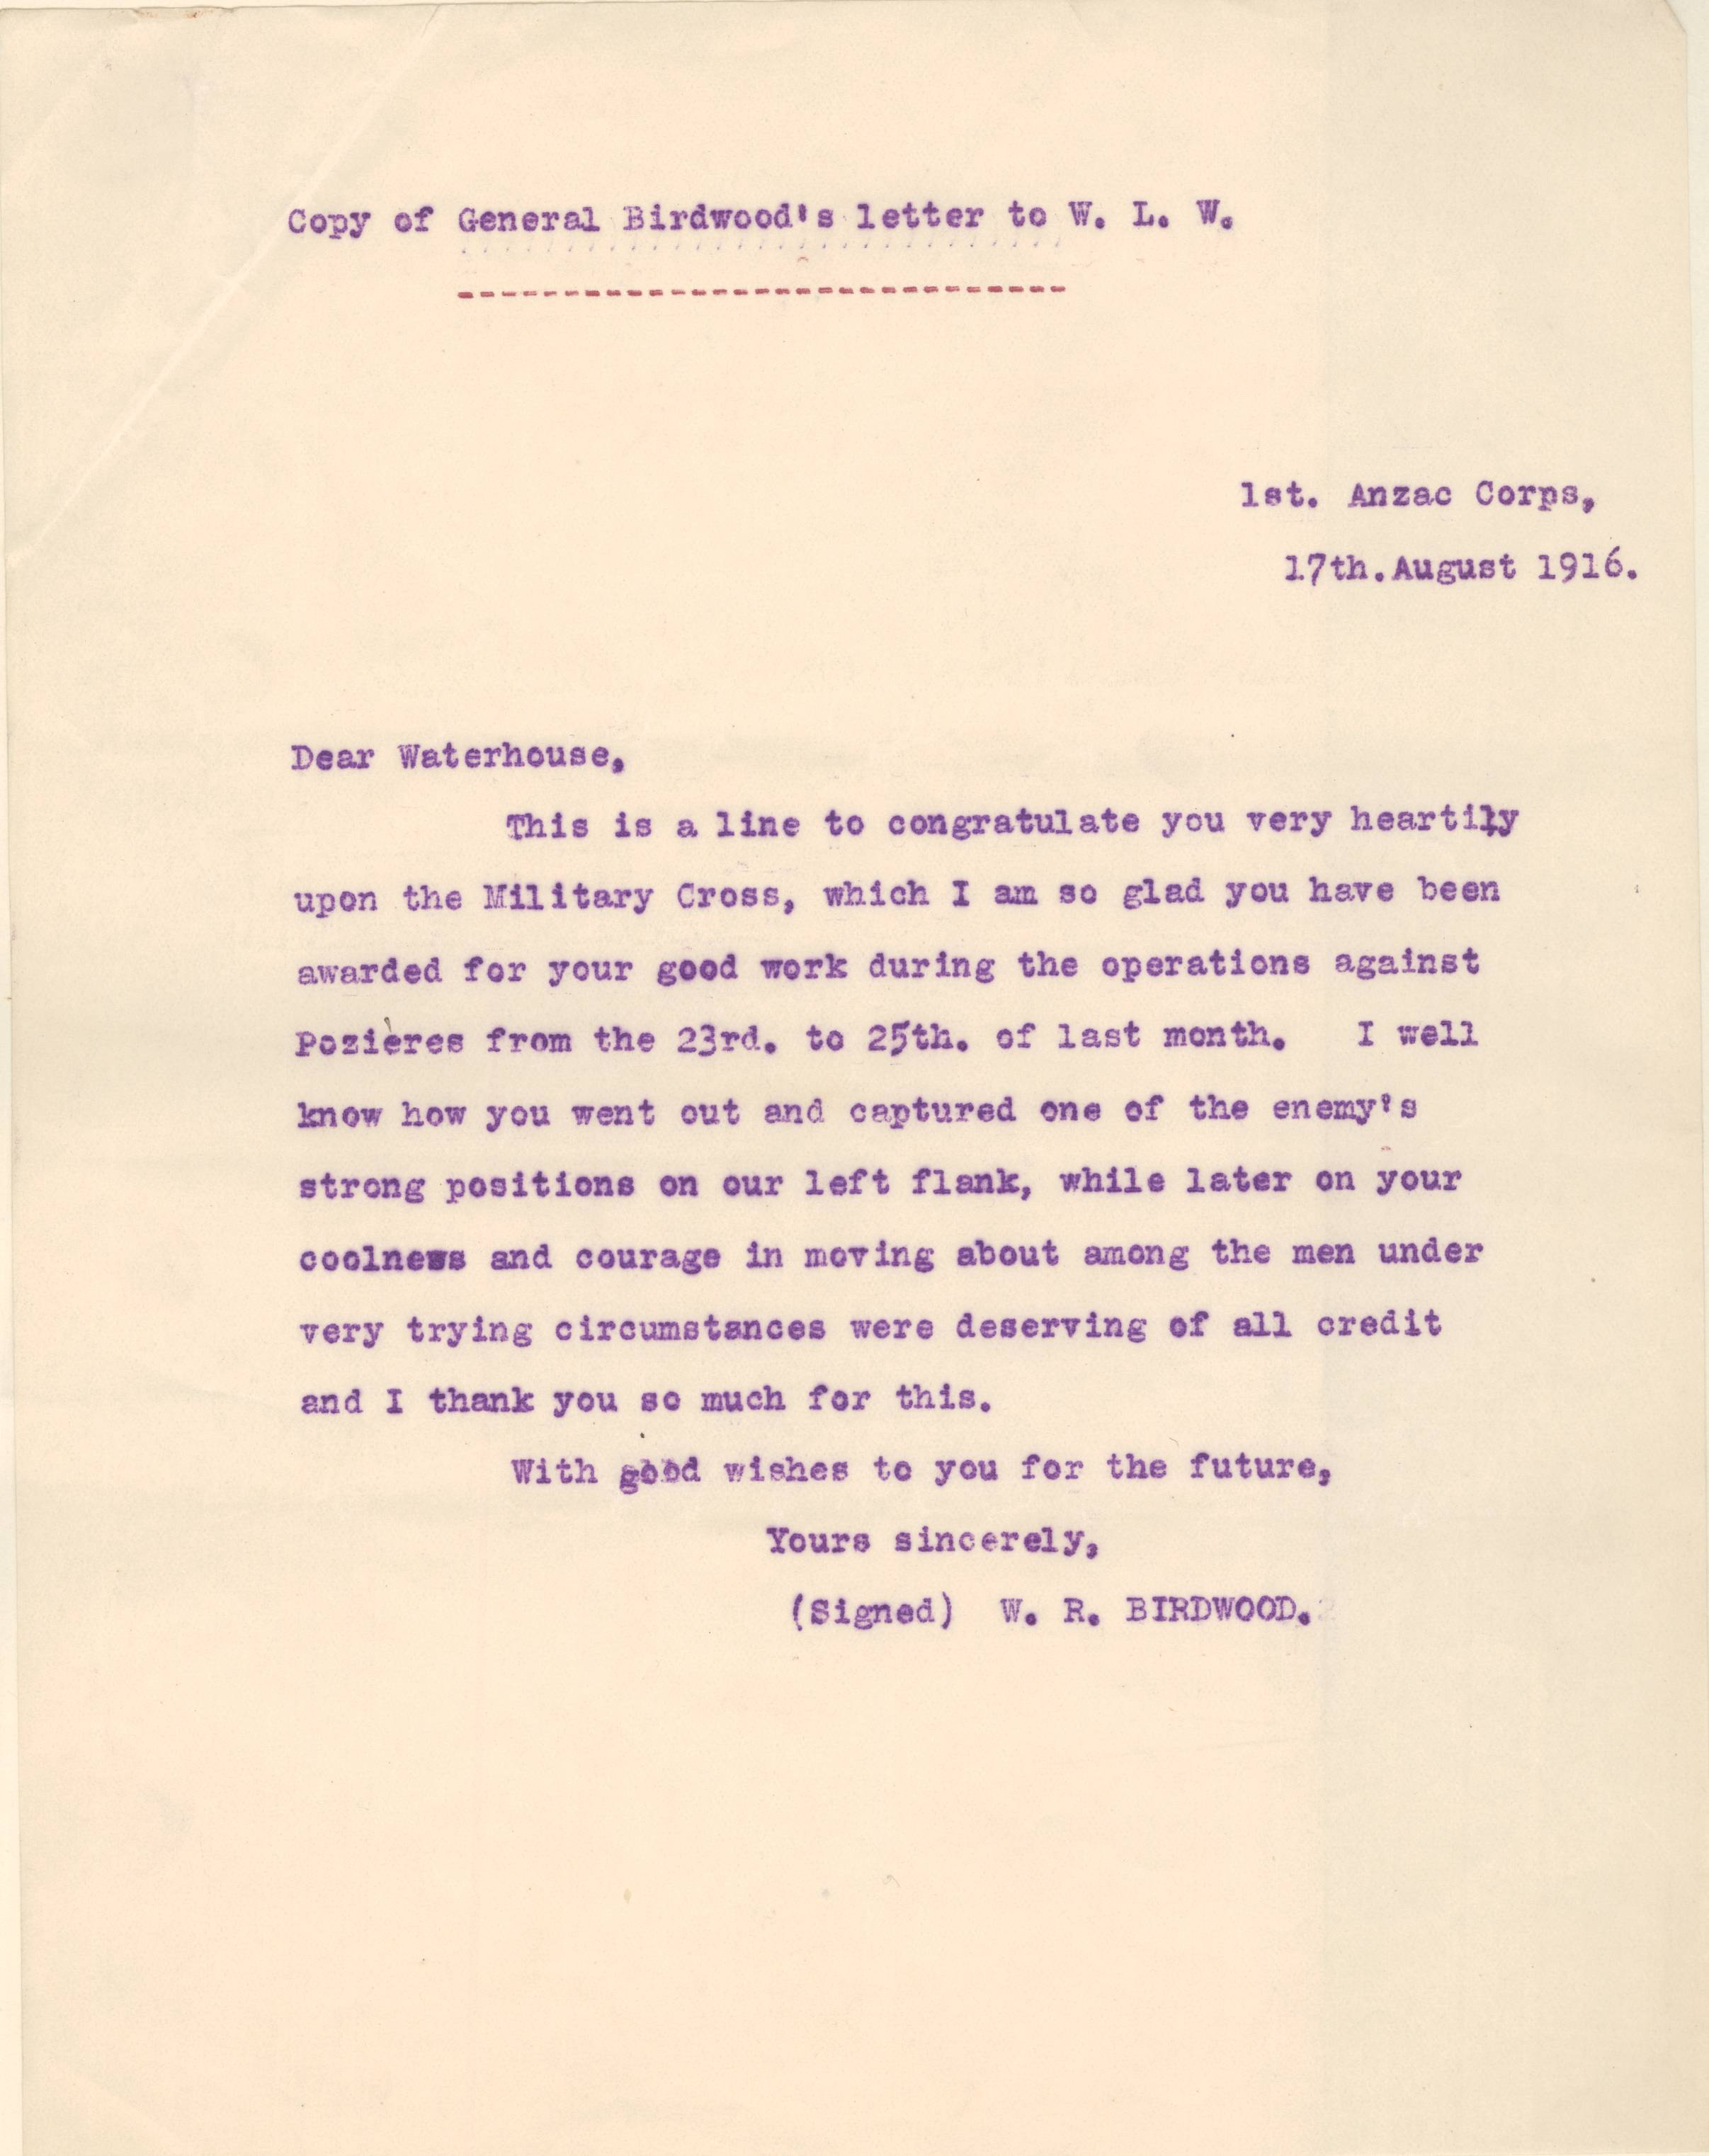 Copy of General Birdwood's letter to W. L. W.
1st. Anzac Corps,
17th. August 1916.
Dear Waterhouse,
This is a line to congratulate you very heartily
upon the Military Cross, which I am so glad you have been
awarded for your good work during the operations against
Pozières from the 23rd. to 25th. of last month. I well
know how you went out and captured one of the enemy's
strong positions on our left flank, while later on your
coolness and courage in moving about among the men under
very trying circumstances were deserving of all credit
and I thank you so much for this.
With good wishes to you for the future,
Yours sincerely,
(Signed) W. R. BIRDWOOD.